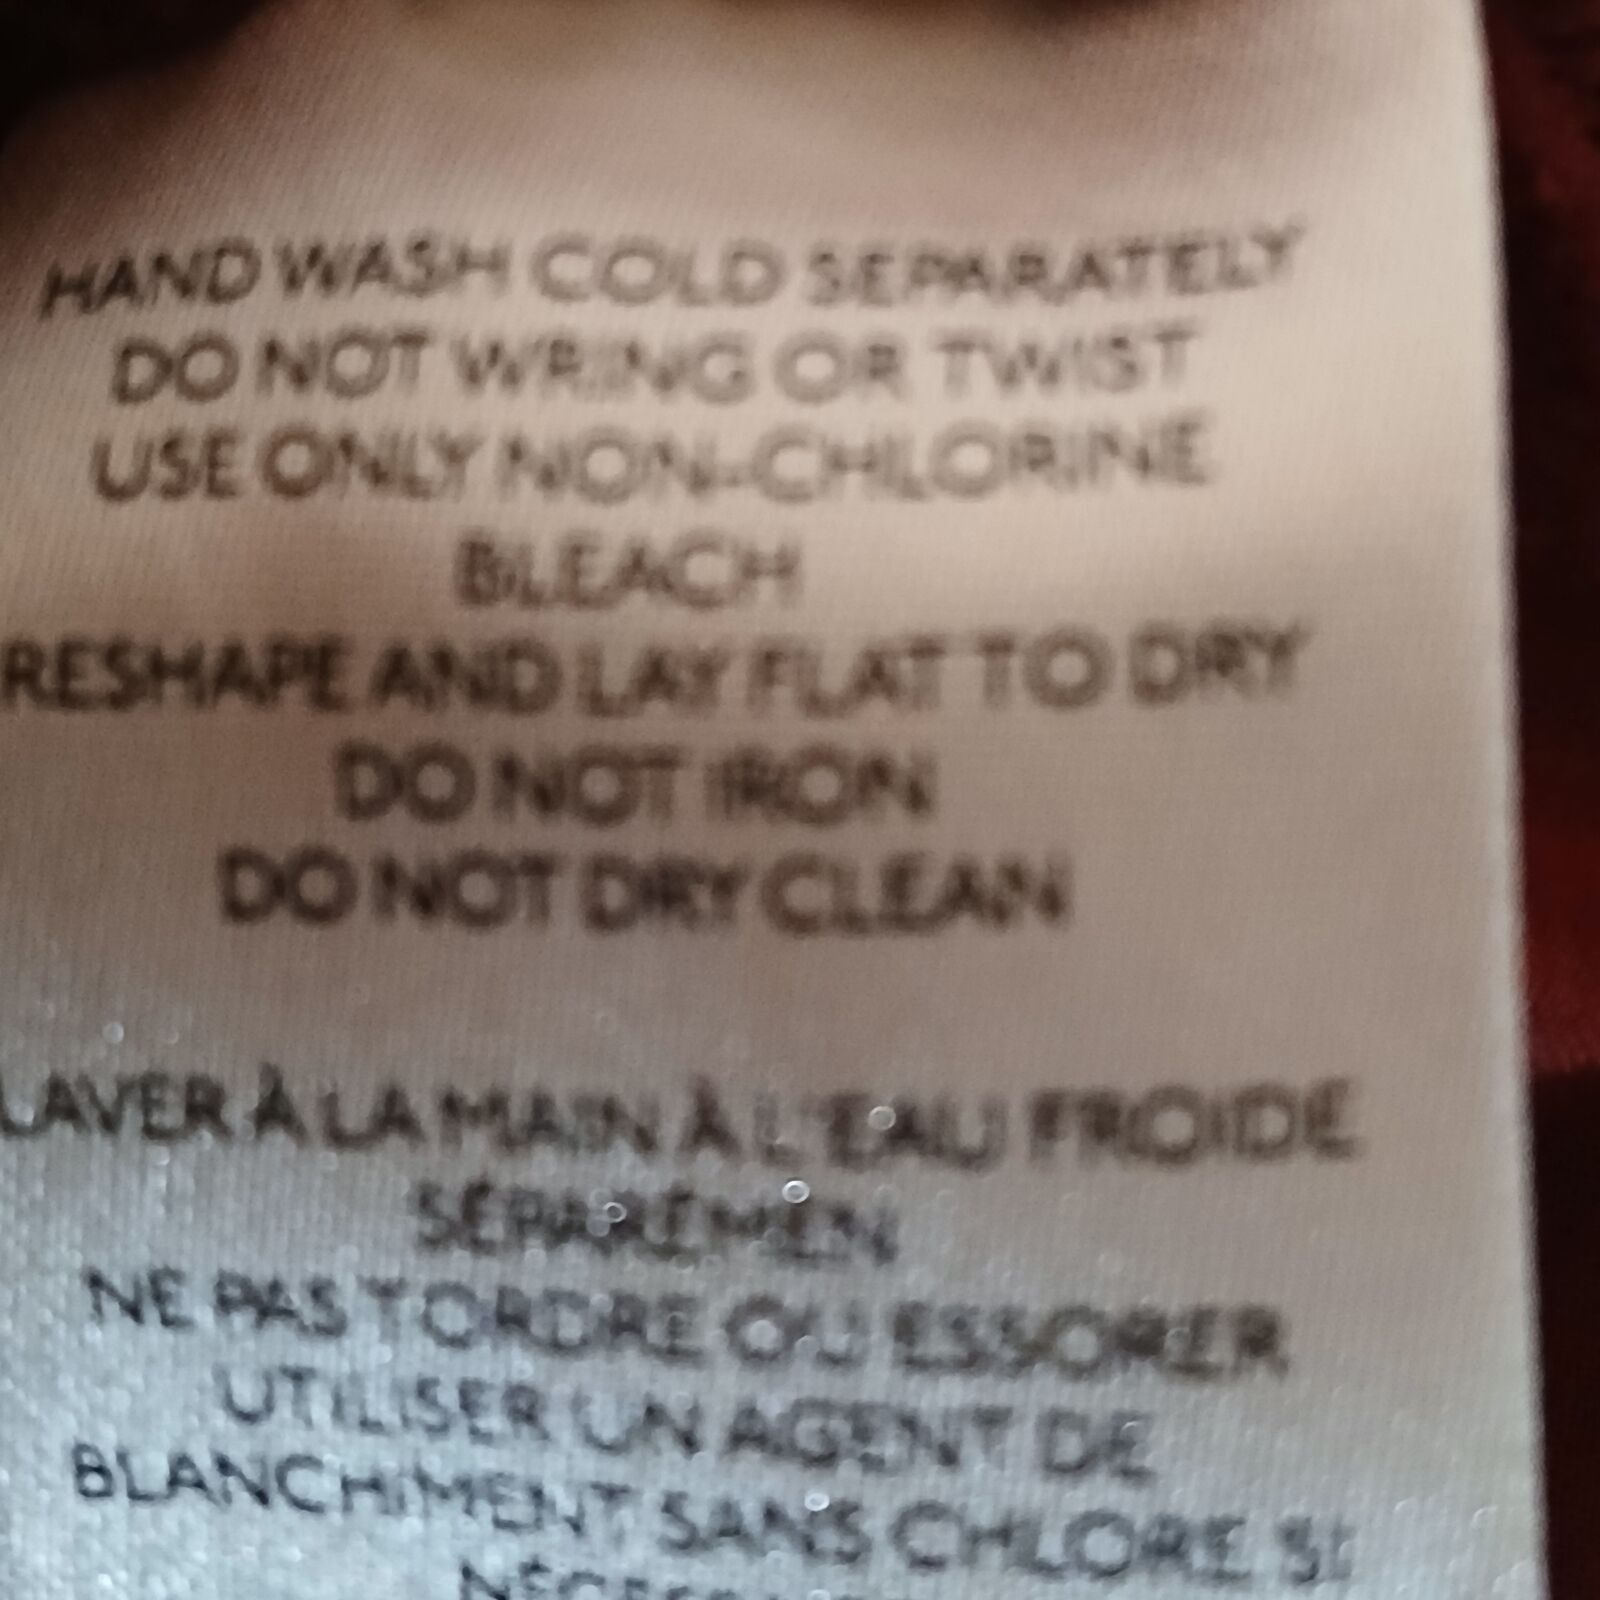 HAND WASH COLD SEPARATELY
DO NOT WRING OR TWIST
USE ONLY NON-CHLORINE
BLEACH
RESHAPE AND LAY FLAT TO DRY
DO NOT IRON
DO NOT DRY CLEAN
LAVER À LA MAIN À L'EAU FROIDE
SÉPARÉMEN
NE PAS TORDRE OU ESSORER
UTILISER UN AGENT DE
BLANCHIMENT SANS CHLORE SI